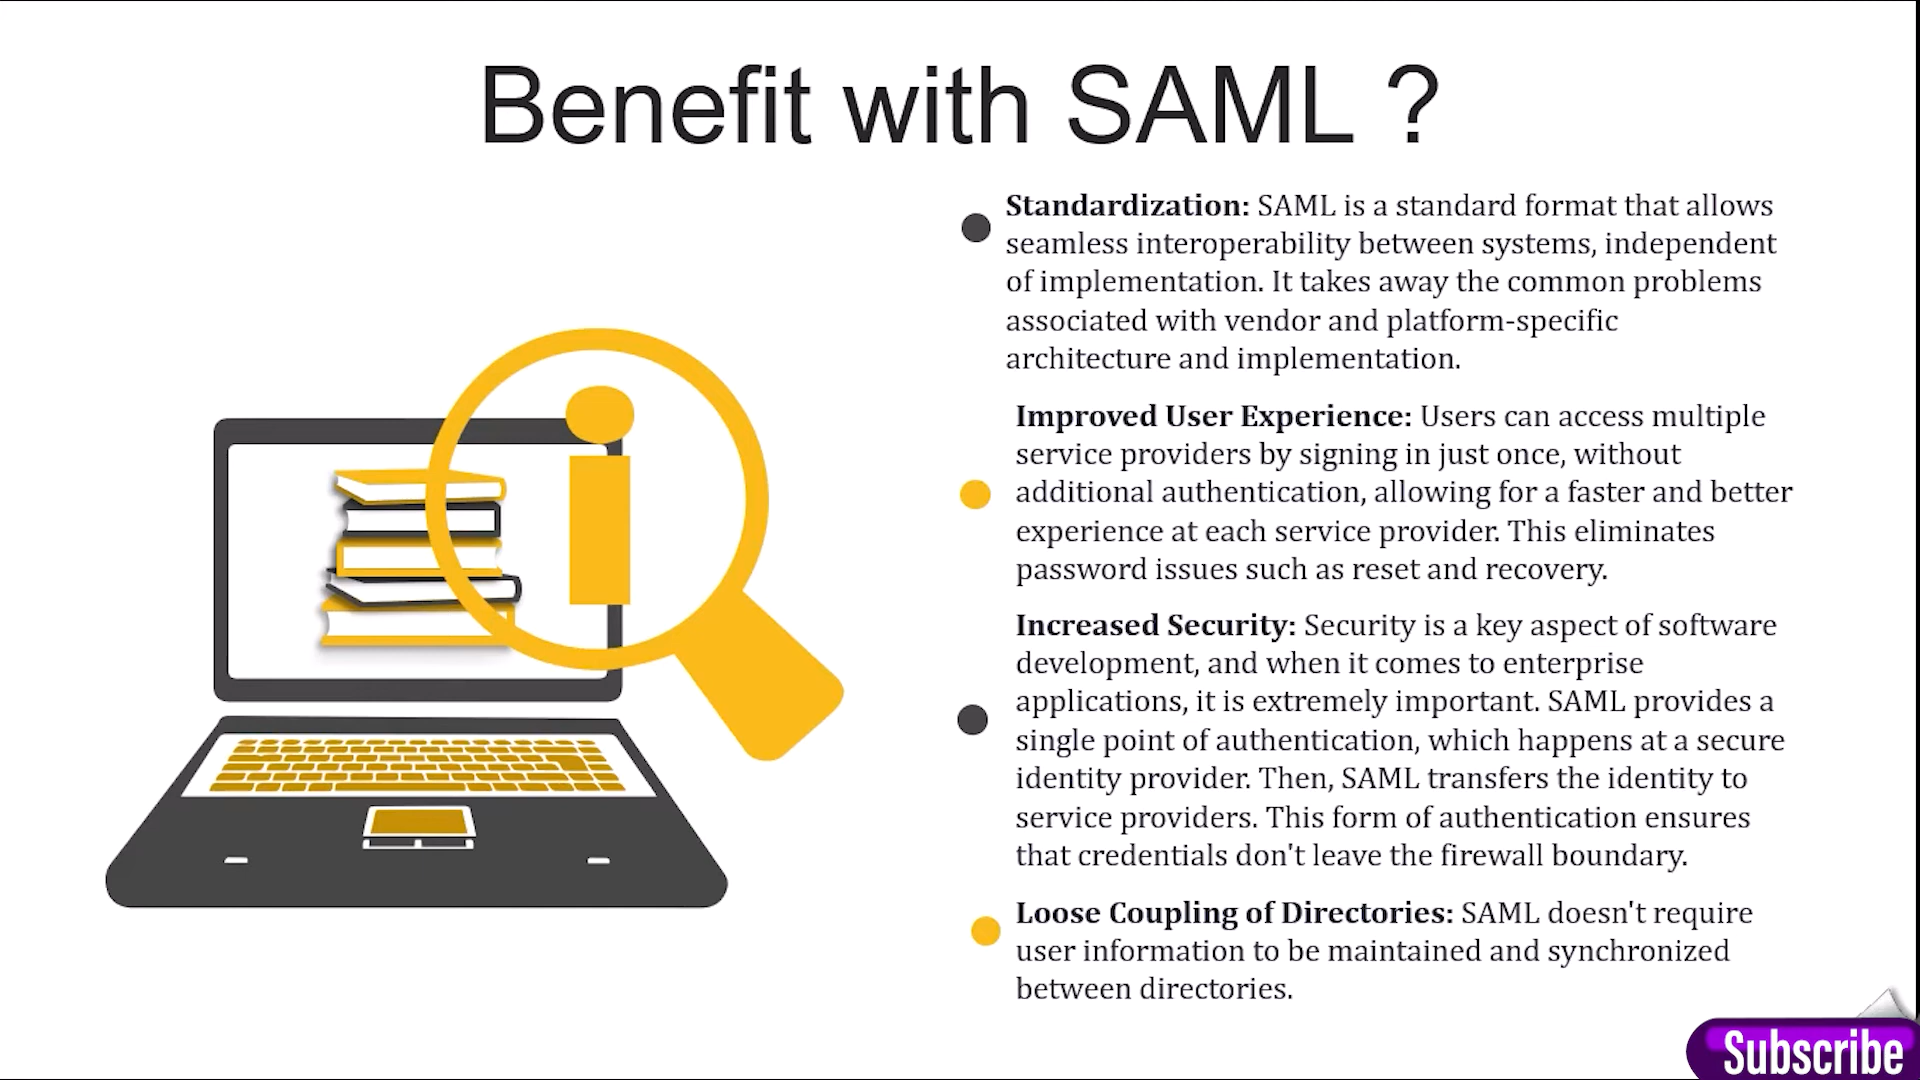 Benefit with SAML ?
Standardization: SAML is a standard format that allows
seamless interoperability between systems, independent
of implementation. It takes away the common problems
associated with vendor and platform-specific
architecture and implementation.
Improved User Experience: Users can access multiple
service providers by signing in just once, without
additional authentication, allowing for a faster and better
experience at each service provider. This eliminates
password issues such as reset and recovery.
Increased Security: Security is a key aspect of software
development, and when it comes to enterprise
applications, it is extremely important. SAML provides a
single point of authentication, which happens at a secure
identity provider. Then, SAML transfers the identity to
service providers. This form of authentication ensures
that credentials don't leave the firewall boundary.
Loose Coupling of Directories: SAML doesn't require
user information to be maintained and synchronized
between directories.
Subscribe